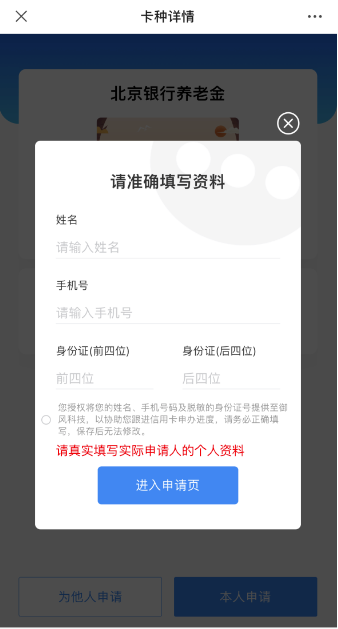 卡种详情
北京银行养老金
请准确填写资料
姓名
请输入姓名
手机号
请输入手机号
身份证(前四位) 身份证(后四位)
前四位 后四位
您授权将您的姓名、手机号码及脱敏的身份证号提供至御
风科技，以协助您跟进信用卡申办进度，请务必正确填
写，保存后无法修改。
请真实填写实际申请人的个人资料
进入申请页
为他人申请 本人申请